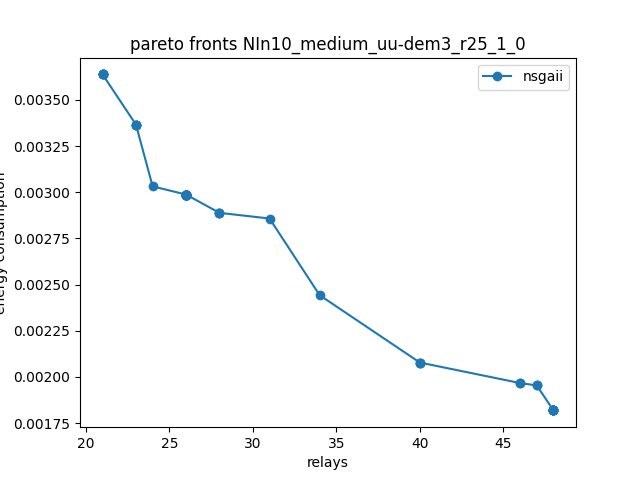 pareto fronts NIn10_medium_uu-dem3_r25_1_0
nsgaii
0.00350
0.00325
0.00300
0.00275
0.00250
0.00225
0.00200
0.00175
energy consumption
20 25 30 35 40 45
relays